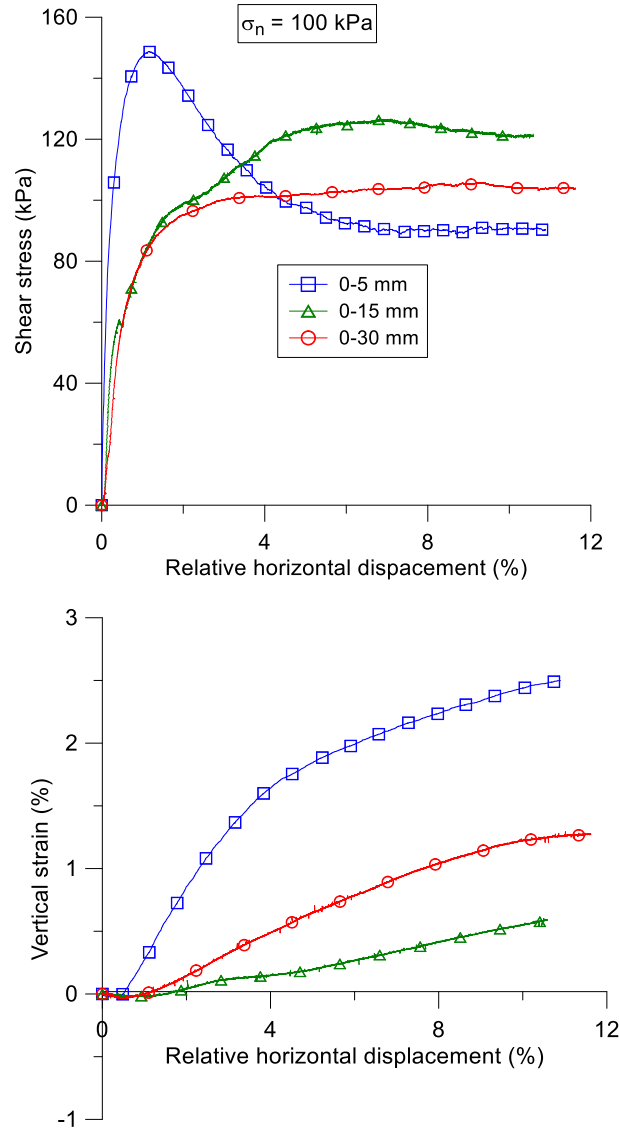 σn = 100 kPa
160
120
80
40
0
Shear stress (kPa)
0-5 mm
0-15 mm
0-30 mm
0 4 8 12
Relative horizontal dispacement (%)
3
2
1
0
-1
Vertical strain (%)
0 4 8 12
Relative horizontal displacement (%)